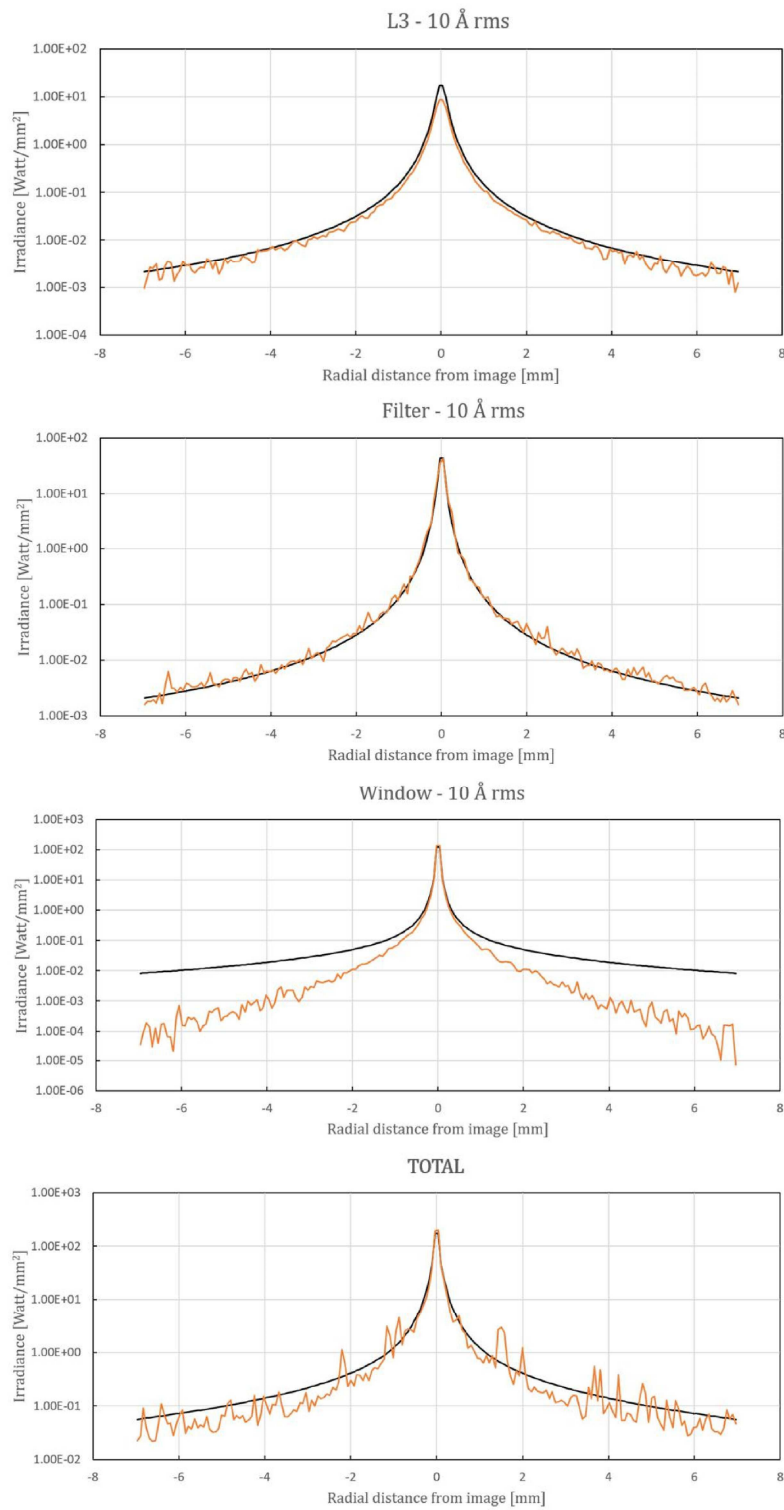 L3 - 10 Å rms
Irradiance [Watt/mm²]
1.00E+02
1.00E+01
1.00E+00
1.00E-01
1.00E-02
1.00E-03
1.00E-04
-8 -6 -4 -2 0 2 4 6 8
Radial distance from image [mm]
Filter - 10 Å rms
Irradiance [Watt/mm²]
1.00E+02
1.00E+01
1.00E+00
1.00E-01
1.00E-02
1.00E-03
-8 -6 -4 -2 0 2 4 6 8
Radial distance from image [mm]
Window - 10 Å rms
Irradiance [Watt/mm²]
1.00E+03
1.00E+02
1.00E+01
1.00E+00
1.00E-01
1.00E-02
1.00E-03
1.00E-04
1.00E-05
1.00E-06
-8 -6 -4 -2 0 2 4 6 8
Radial distance from image [mm]
TOTAL
Irradiance [Watt/mm²]
1.00E+03
1.00E+02
1.00E+01
1.00E+00
1.00E-01
1.00E-02
-8 -6 -4 -2 0 2 4 6 8
Radial distance from image [mm]